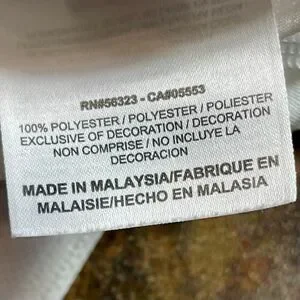 RN#56323 - CA#05553
100% POLYESTER / POLYESTER / POLIESTER
EXCLUSIVE OF DECORATION / DECORATION
NON COMPRISE / NO INCLUYE LA
DECORACIÓN
MADE IN MALAYSIA/FABRIQUE EN
MALAISIE/HECHO EN MALASIA